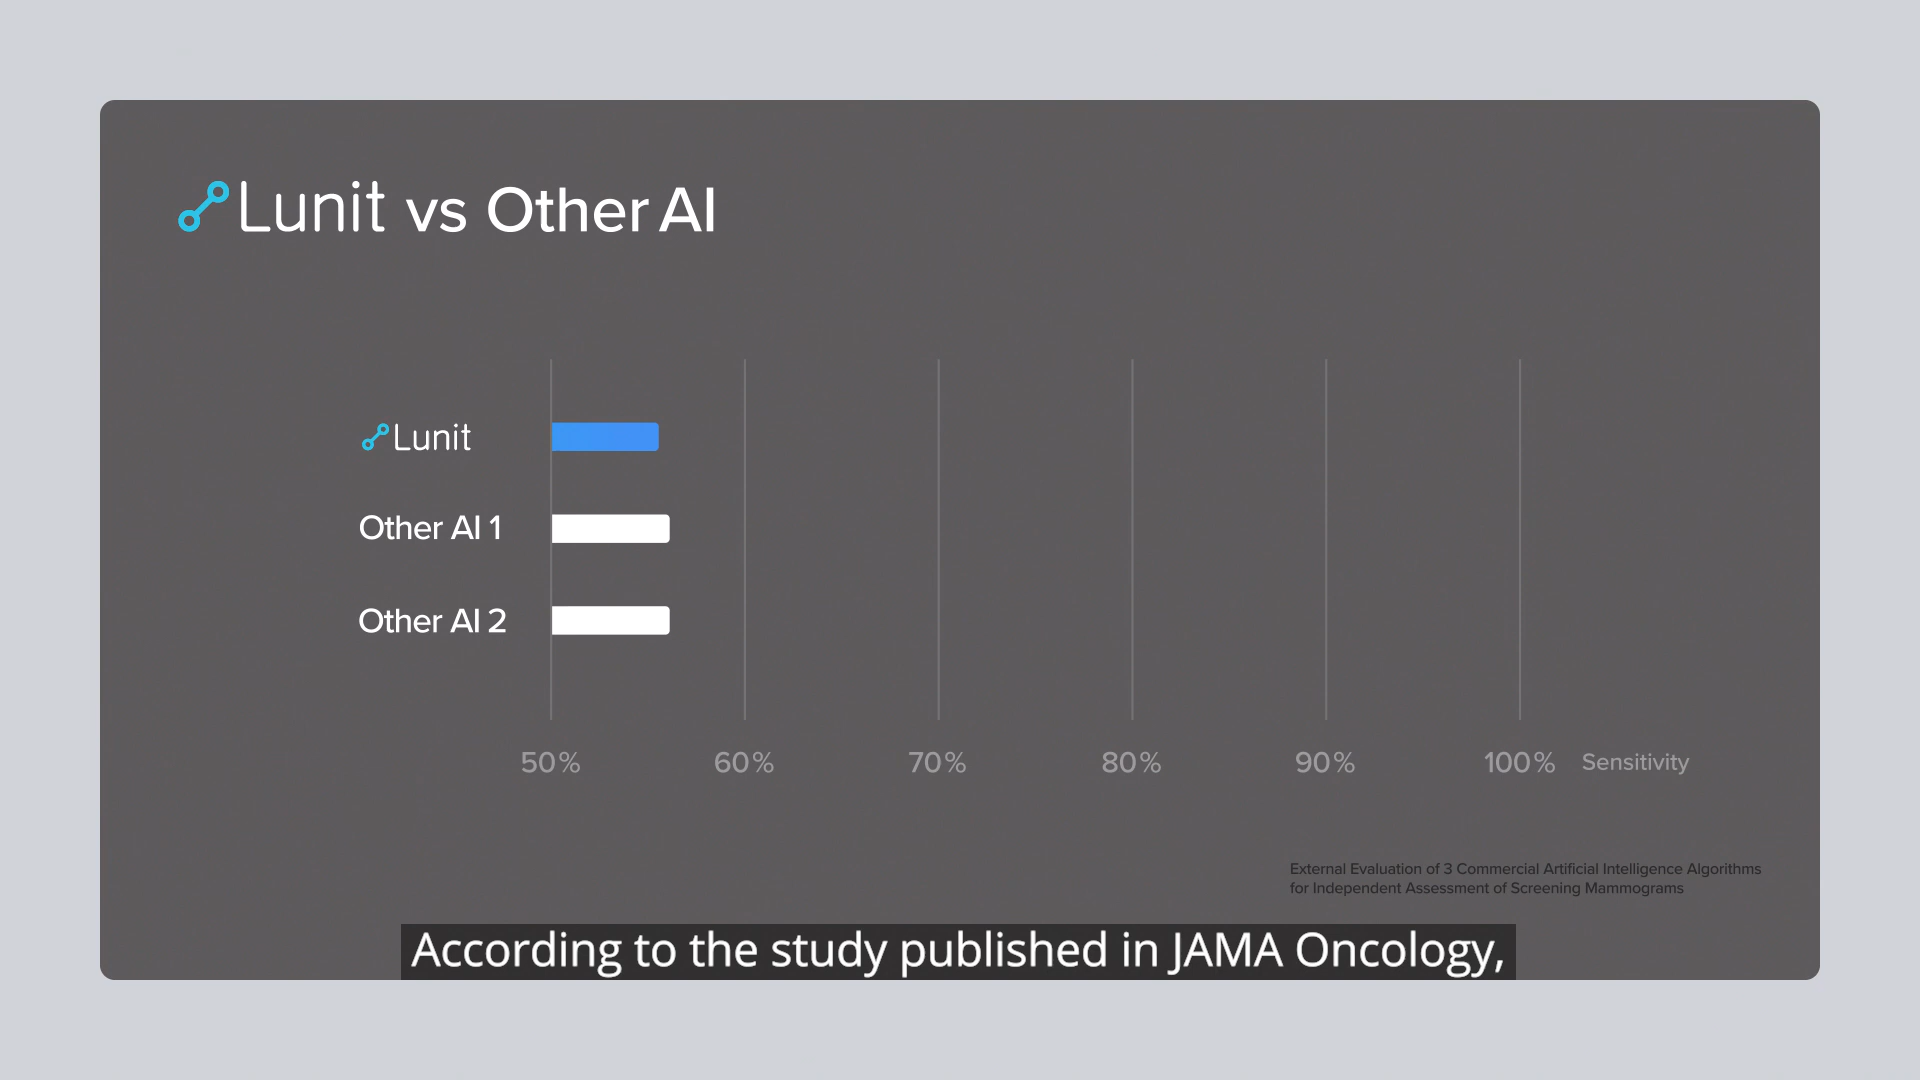 Lunit vs Other AI
Lunit
Other AI 1
Other AI 2
50% 60% 70% 80% 90% 100% Sensitivity
External Evaluation of 3 Commercial Artificial Intelligence Algorithms
for Independent Assessment of Screening Mammograms
According to the study published in JAMA Oncology,